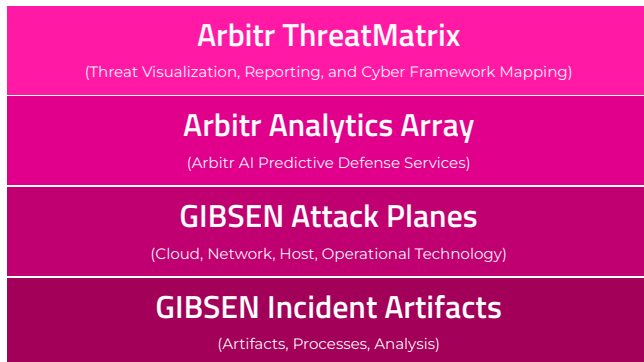 Arbitr ThreatMatrix
(Threat Visualization, Reporting, and Cyber Framework Mapping)
Arbitr Analytics Array
(Arbitr AI Predictive Defense Services)
GIBSEN Attack Planes
(Cloud, Network, Host, Operational Technology)
GIBSEN Incident Artifacts
(Artifacts, Processes, Analysis)